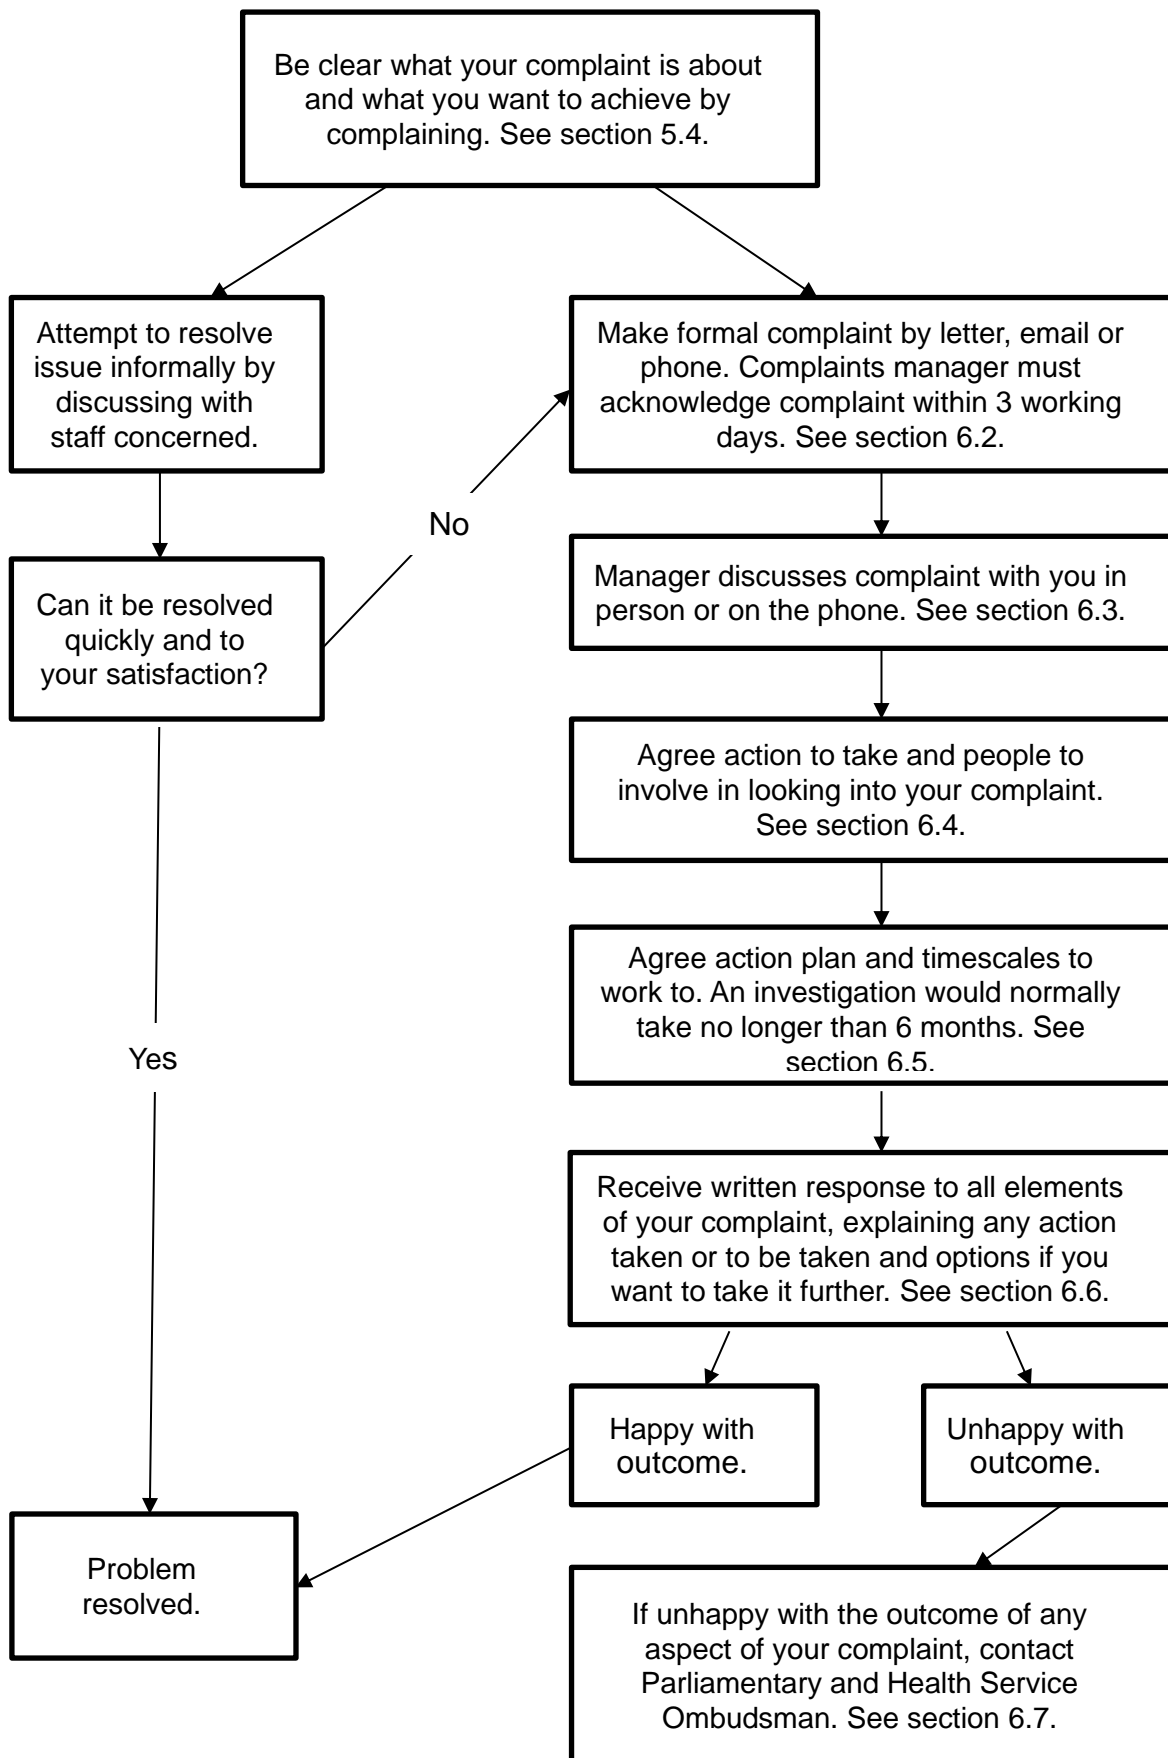 Be clear what your complaint is about
and what you want to achieve by
complaining. See section 5.4.
Attempt to resolve
issue informally by
discussing with
staff concerned.
Make formal complaint by letter, email or
phone. Complaints manager must
acknowledge complaint within 3 working
days. See section 6.2.
No
Can it be resolved
quickly and to
your satisfaction?
Manager discusses complaint with you in
person or on the phone. See section 6.3.
Agree action to take and people to
involve in looking into your complaint.
See section 6.4.
Agree action plan and timescales to
work to. An investigation would normally
take no longer than 6 months. See
section 6.5.
Yes
Receive written response to all elements
of your complaint, explaining any action
taken or to be taken and options if you
want to take it further. See section 6.6.
Happy with
outcome.
Unhappy with
outcome.
Problem
resolved.
If unhappy with the outcome of any
aspect of your complaint, contact
Parliamentary and Health Service
Ombudsman. See section 6.7.